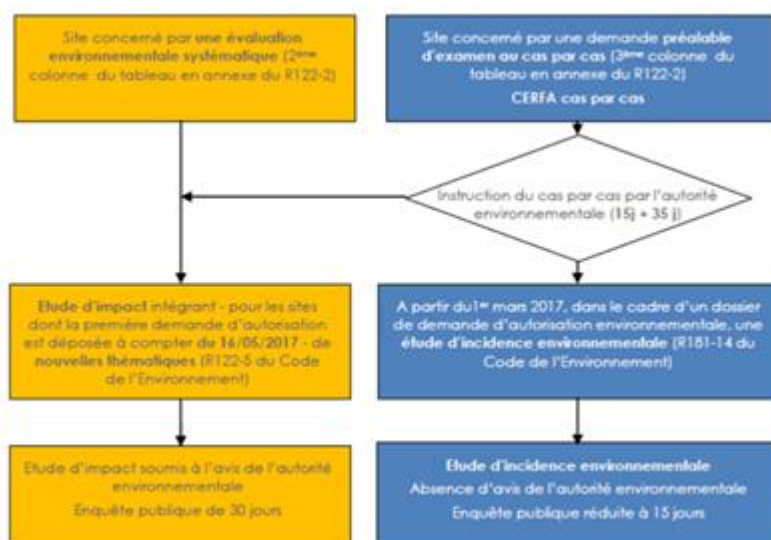 Site concerné par une évaluation
environnementale systématique (2ème
colonne du tableau en annexe du R122-2)
Site concerné par une demande préalable
d'examen au cas par cas (3ème colonne du
tableau en annexe du R122-2)
CERFA cas par cas
Instruction du cas par cas par l'autorité
environnementale (15j + 35 j)
Etude d'impact intégrant - pour les sites
dont la première demande d'autorisation
est déposée à compter du 16/05/2017 - de
nouvelles thématiques (R122-5 du Code
de l'Environnement)
A partir du1er mars 2017, dans le cadre d'un dossier
de demande d'autorisation environnementale, une
étude d'incidence environnementale (R181-14 du
Code de l'Environnement)
Etude d'impact soumis à l'avis de l'autorité
environnementale
Enquête publique de 30 jours
Etude d'incidence environnementale
Absence d'avis de l'autorité environnementale
Enquête publique réduite à 15 jours